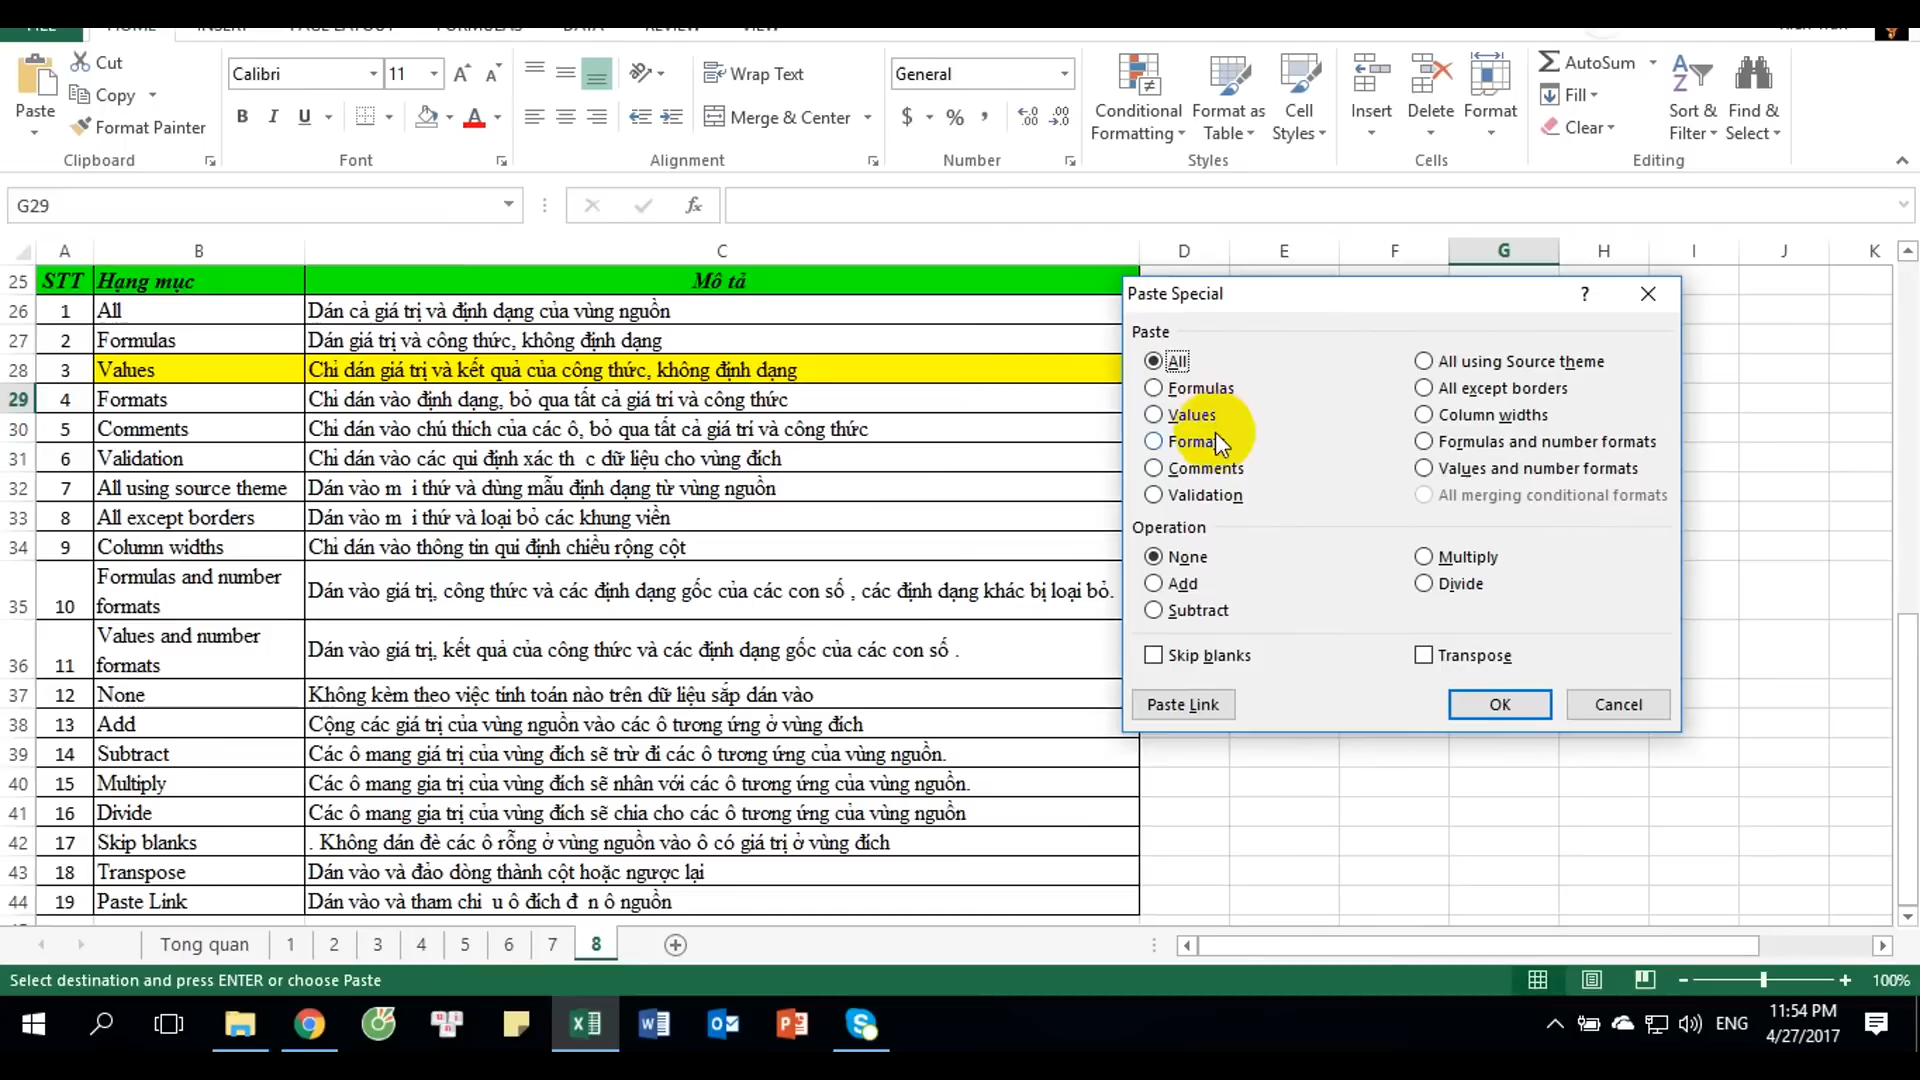 Cut
Copy
Format Painter
Paste
Clipboard
Calibri 11
B I U
Font
Wrap Text
Merge & Center
Alignment
General
$ % ,
Number
Conditional Formatting
Format as Table
Cell Styles
Styles
Insert
Delete
Format
Cells
AutoSum
Fill
Clear
Sort & Filter
Find & Select
Editing
G29
fx
A B C D E F G H I J K
25 STT Hạng mục Mô tả
26 1 All Dán cả giá trị và định dạng của vùng nguồn
27 2 Formulas Dán giá trị và công thức, không định dạng
28 3 Values Chỉ dán giá trị và kết quả của công thức, không định dạng
29 4 Formats Chỉ dán vào định dạng, bỏ qua tất cả giá trí và công thức
30 5 Comments Chỉ dán vào chú thích của các ô, bỏ qua tất cả giá trí và công thức
31 6 Validation Chỉ dán vào các qui định xác th c dữ liệu cho vùng đích
32 7 All using source theme Dán vào m i thứ và dùng mẫu định dạng từ vùng nguồn
33 8 All except borders Dán vào m i thứ và loại bỏ các khung viền
34 9 Column widths Chỉ dán vào thông tin qui định chiều rộng cột
35 10 Formulas and number formats Dán vào giá trị, công thức và các định dạng gốc của các con số , các định dạng khác bị loại bỏ.
36 11 Values and number formats Dán vào giá trị, kết quả của công thức và các định dạng gốc của các con số .
37 12 None Không kèm theo việc tính toán nào trên dữ liệu sắp dán vào
38 13 Add Cộng các giá trị của vùng nguồn vào các ô tương ứng ở vùng đích
39 14 Subtract Các ô mang giá trị của vùng đích sẽ trừ đi các ô tương ứng của vùng nguồn.
40 15 Multiply Các ô mang gia trị của vùng đích sẽ nhân với các ô tương ứng của vùng nguồn.
41 16 Divide Các ô mang gia trị của vùng đích sẽ chia cho các ô tương ứng của vùng nguồn
42 17 Skip blanks . Không dán đè các ô rỗng ở vùng nguồn vào ô có giá trị ở vùng đích
43 18 Transpose Dán vào và đảo dòng thành cột hoặc ngược lại
44 19 Paste Link Dán vào và tham chi u ô đích đ n ô nguồn
Paste Special ?
Paste
All
Formulas
Values
Comments
Validation
All using Source theme
All except borders
Column widths
Formulas and number formats
Values and number formats
All merging conditional formats
Operation
None
Add
Subtract
Multiply
Divide
Skip blanks
Transpose
Paste Link
OK
Cancel
Tong quan 1 2 3 4 5 6 7 8
Select destination and press ENTER or choose Paste
100%
ENG
11:54 PM
4/27/2017